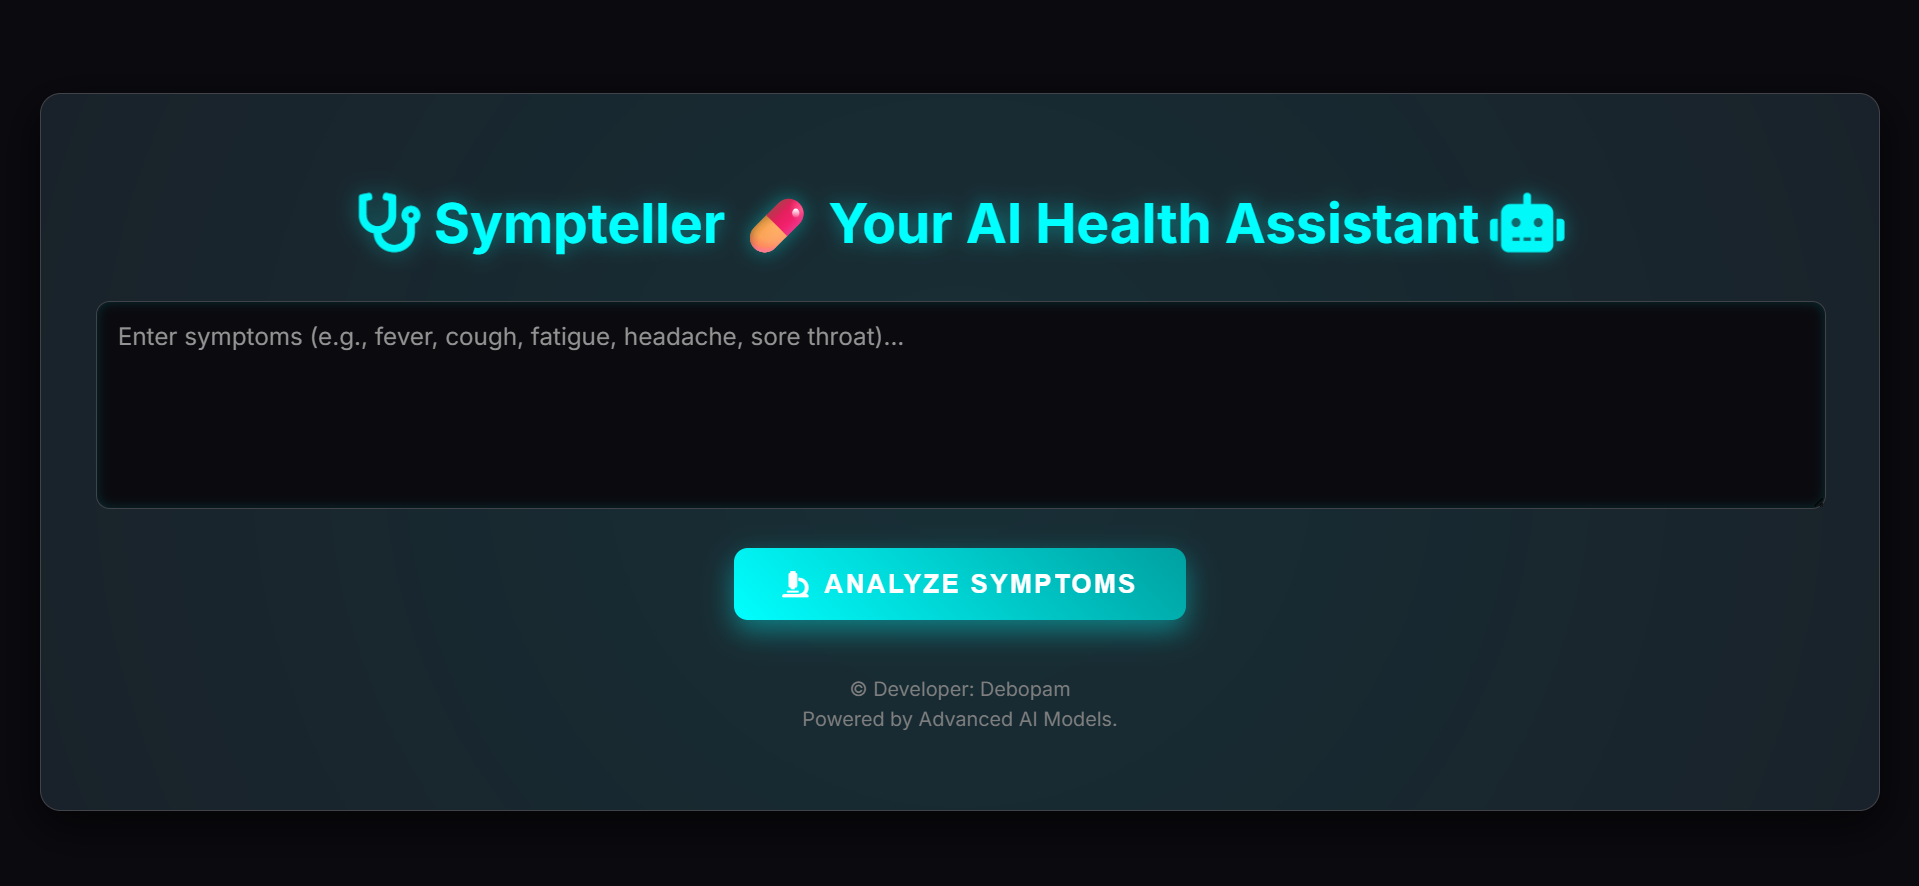 Sympteller 💊 Your AI Health Assistant
Enter symptoms (e.g., fever, cough, fatigue, headache, sore throat)...
ANALYZE SYMPTOMS
© Developer: Debopam
Powered by Advanced AI Models.